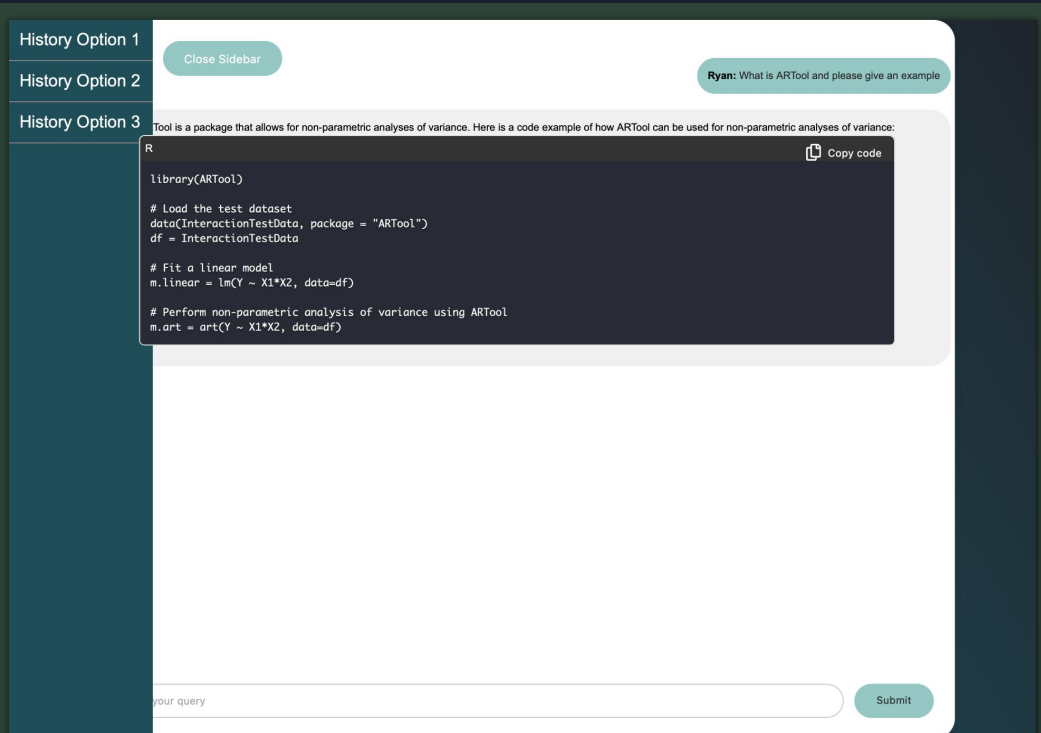 History Option 1
History Option 2
History Option 3
Close Sidebar
Ryan: What is ARTool and please give an example
Tool is a package that allows for non-parametric analyses of variance. Here is a code example of how ARTool can be used for non-parametric analyses of variance:
R
Copy code
library(ARTool)
# Load the test dataset
data(InteractionTestData, package = "ARTool")
df = InteractionTestData
# Fit a linear model
m.linear = lm(Y ~ X1*X2, data=df)
# Perform non-parametric analysis of variance using ARTool
m.art = art(Y ~ X1*X2, data=df)
your query
Submit